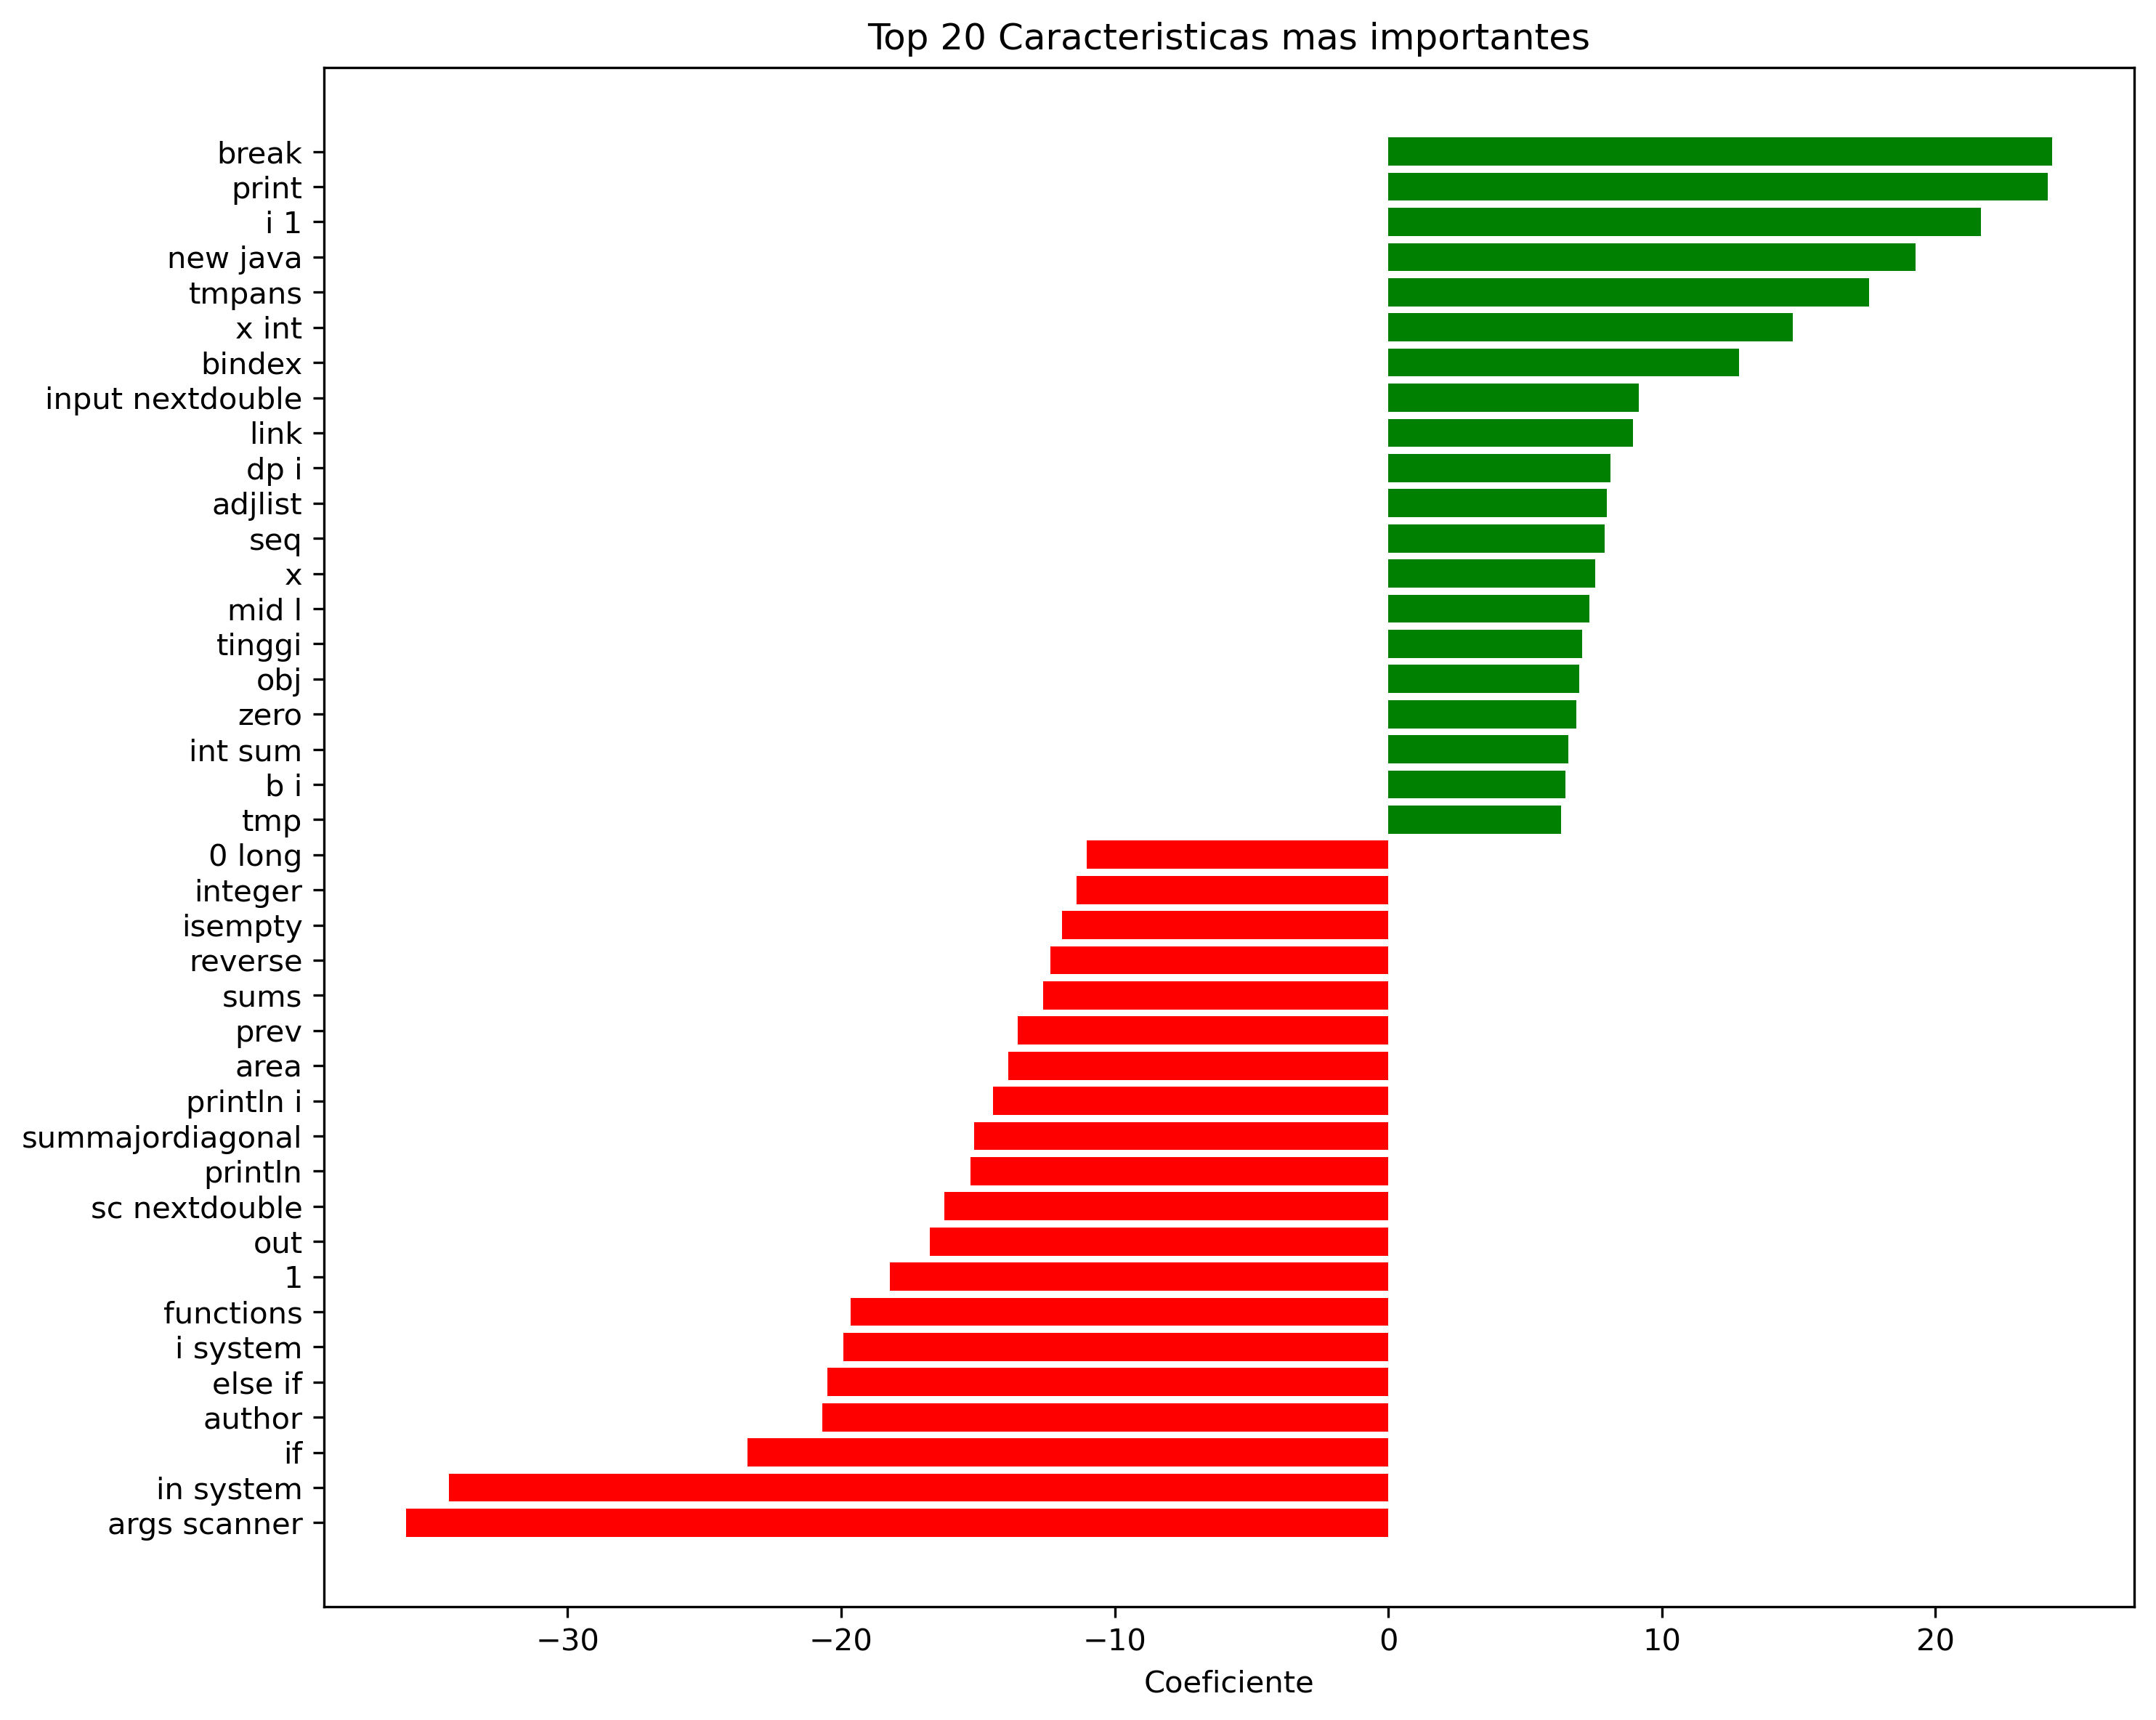 Top 20 Caracteristicas mas importantes
break
print
i 1
new java
tmpans
x int
bindex
input nextdouble
link
dp i
adjlist
seq
x
mid l
tinggi
obj
zero
int sum
b i
tmp
0 long
integer
isempty
reverse
sums
prev
area
println i
summajordiagonal
println
sc nextdouble
out
1
functions
i system
else if
author
if
in system
args scanner
−30 −20 −10 0 10 20
Coeficiente